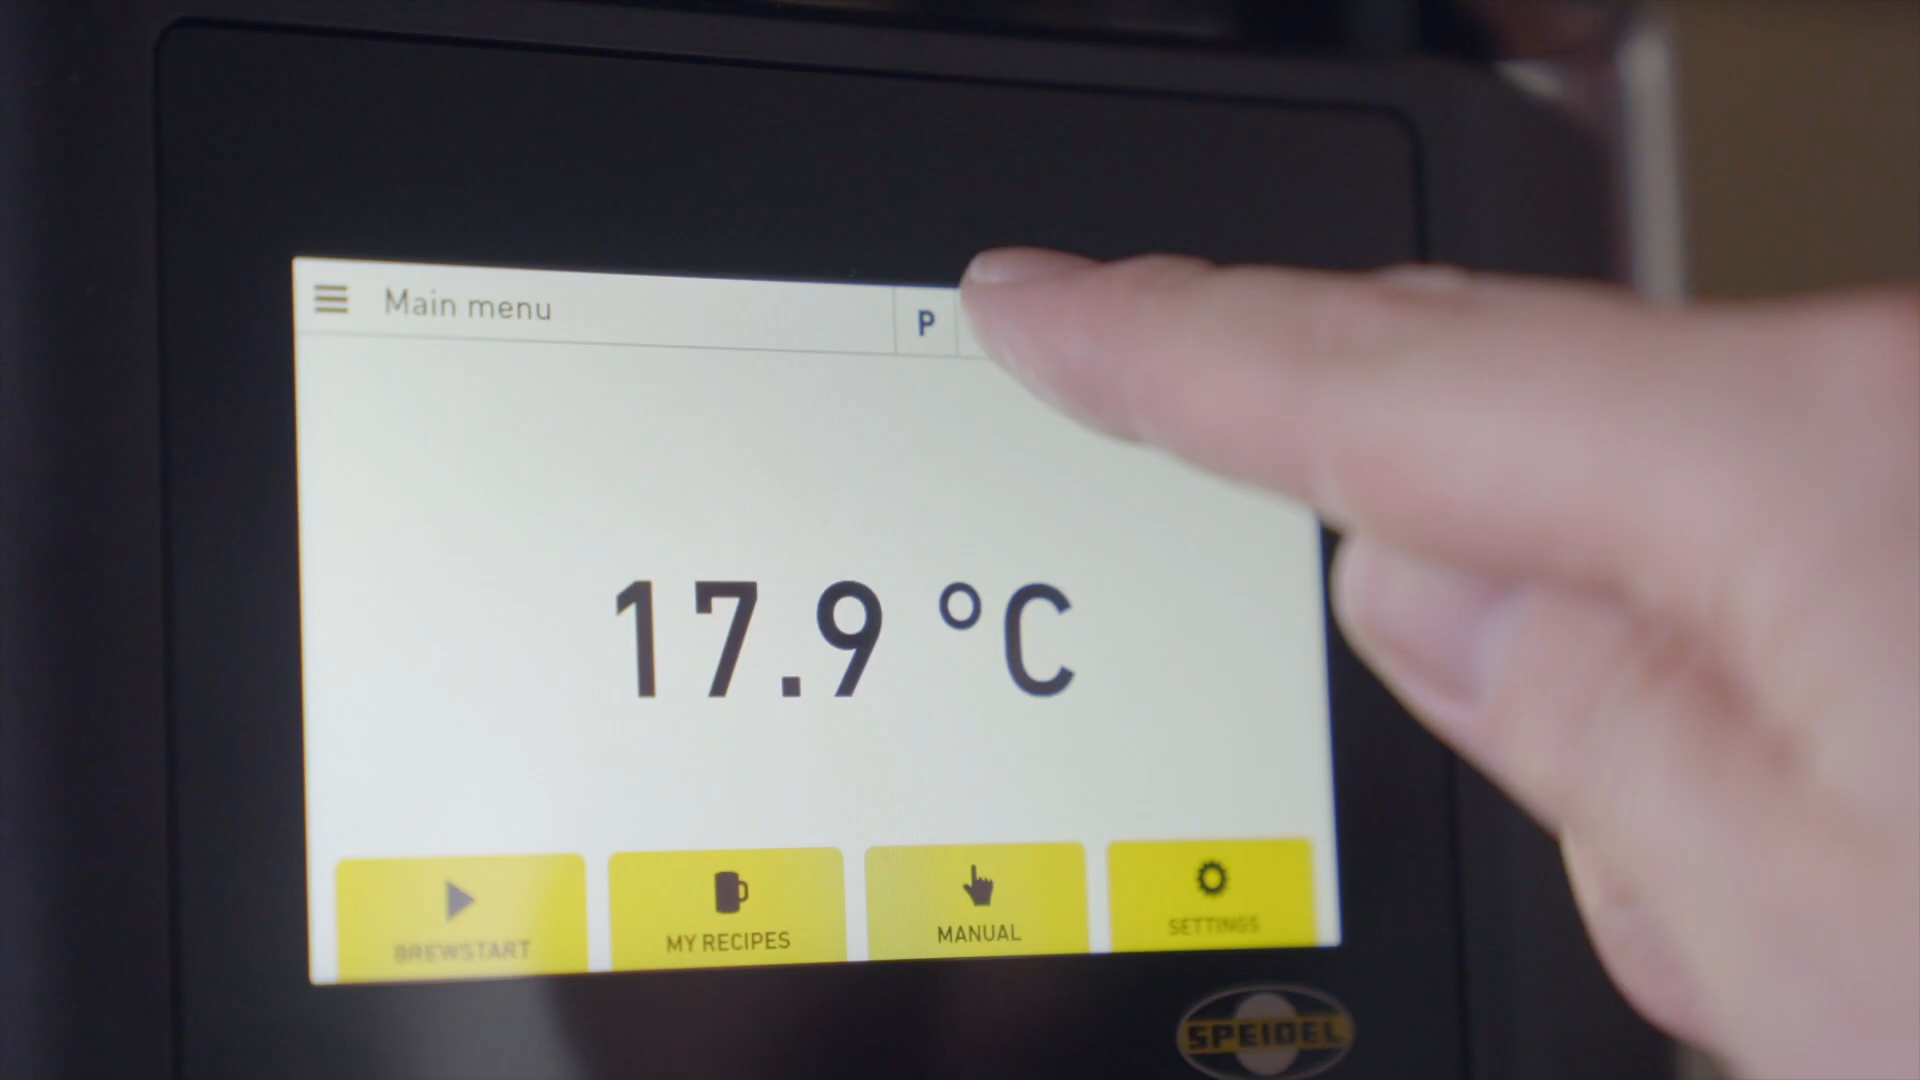 Main menu
P
17.9 °C
BREWSTART
MY RECIPES
MANUAL
SETTINGS
SPEIDEL